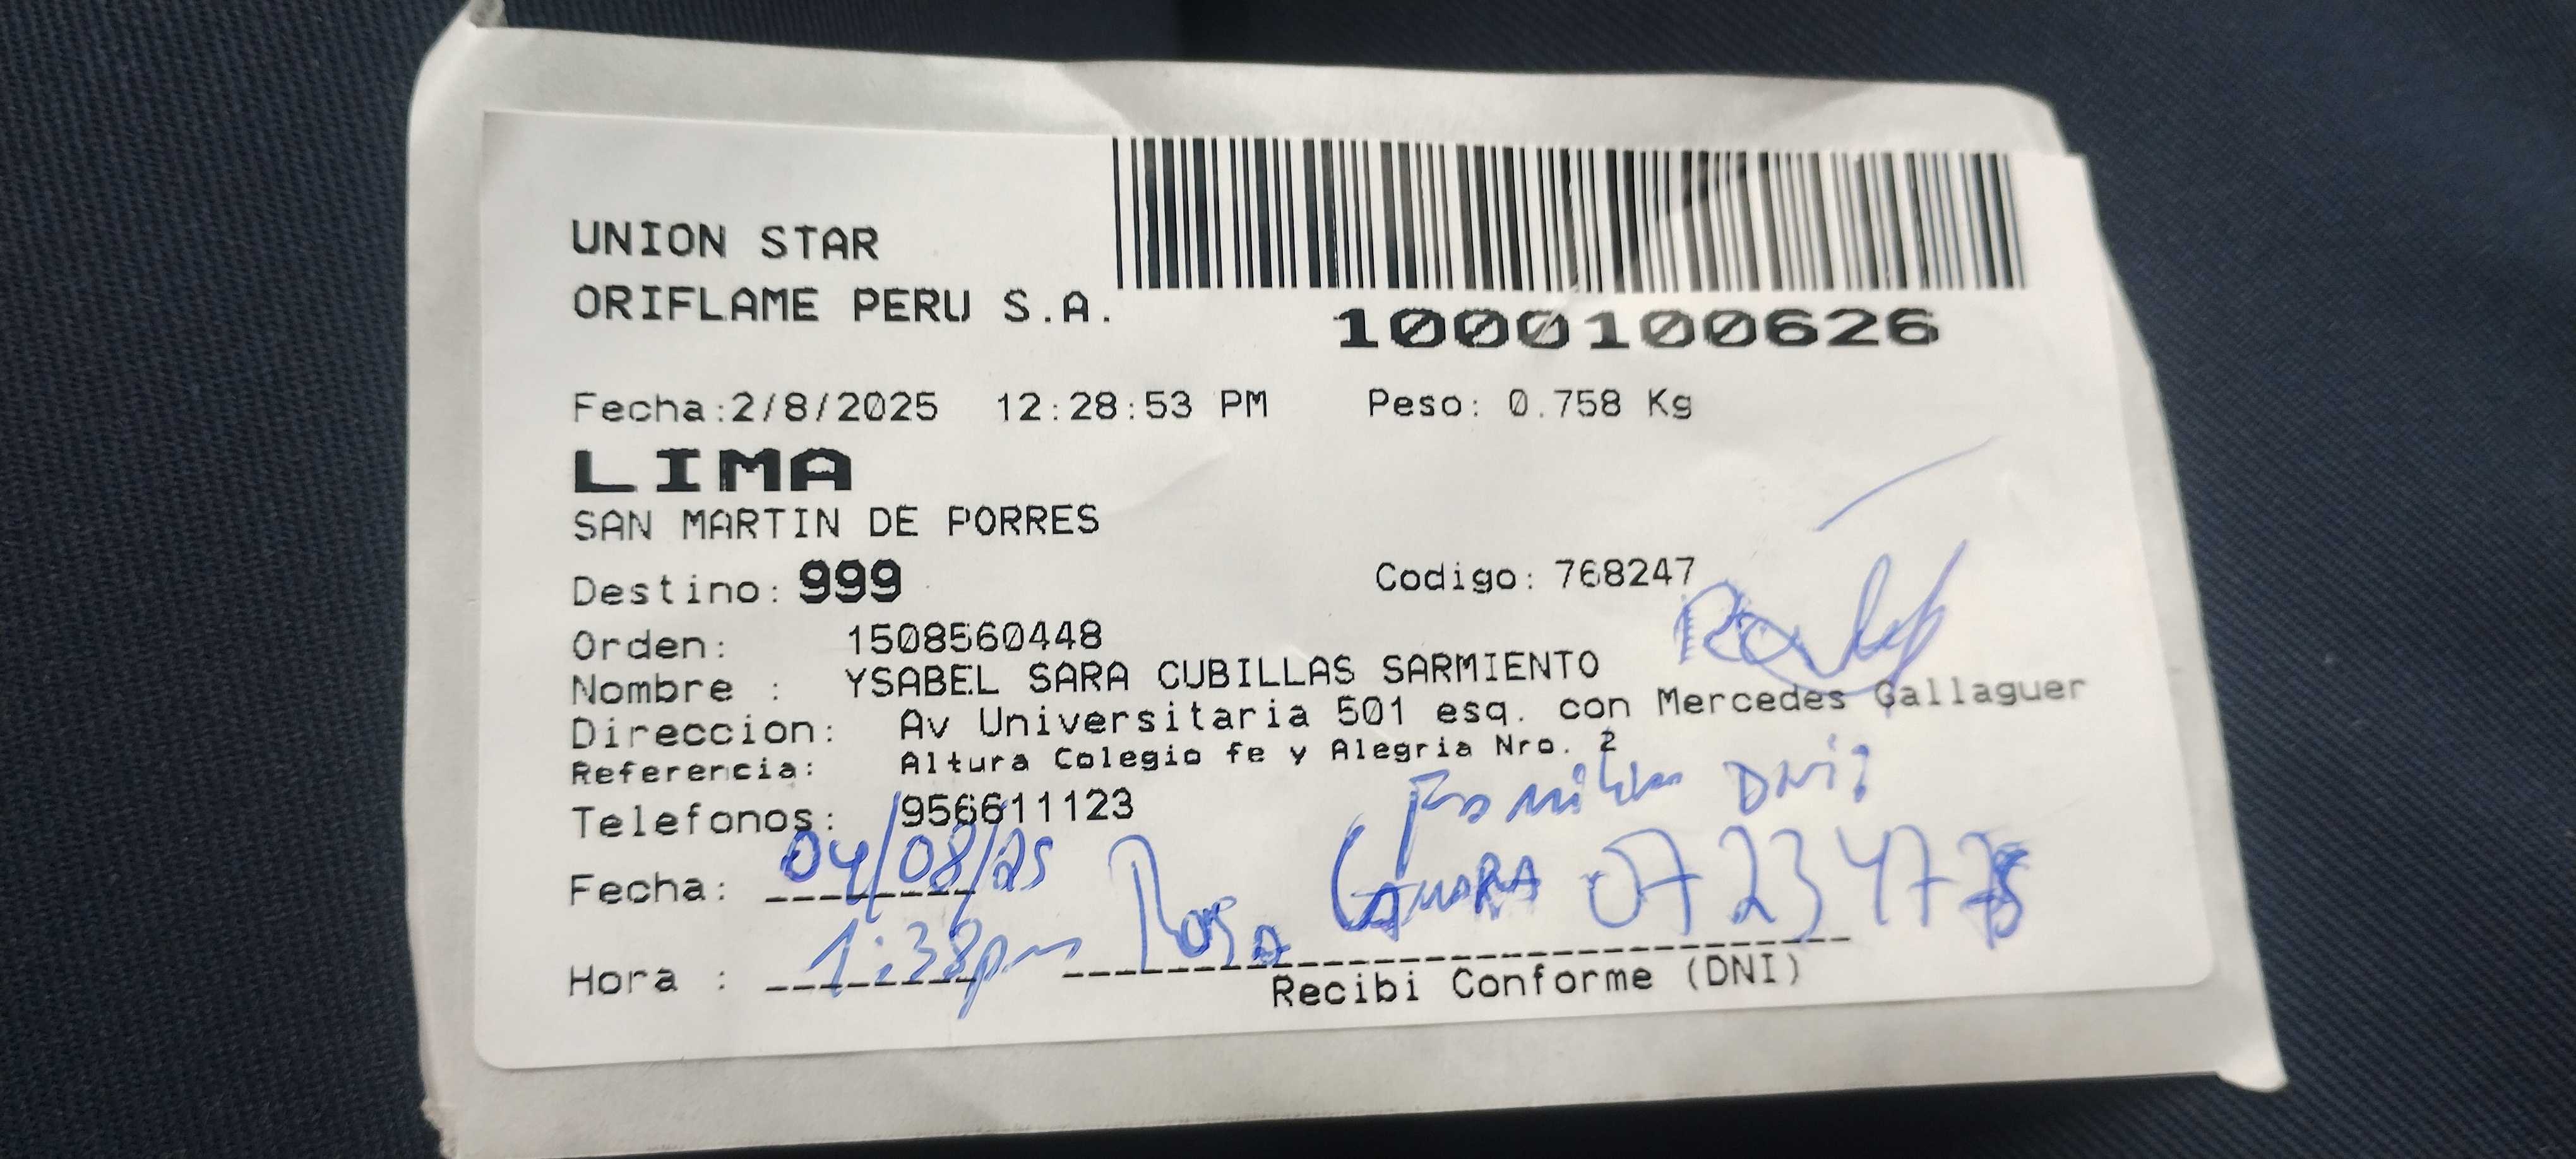 UNION STAR
ORIFLAME PERU S.A.
1000100626
Fecha:2/8/2025 12:28:53 PM Peso: 0.758 Kg
LIMA
SAN MARTIN DE PORRES
Destino: 999 Codigo: 768247
Orden: 1508560448
Nombre : YSABEL SARA CUBILLAS SARMIENTO
Direccion: Av Universitaria 501 esq. con Mercedes Gallaguer
Referencia: Altura Colegio fe y Alegria Nro. 2
Telefonos: 956611123
DNI:
Fecha: 04/08/25
Hora : 1:38pm Rosa
Recibi Conforme (DNI)